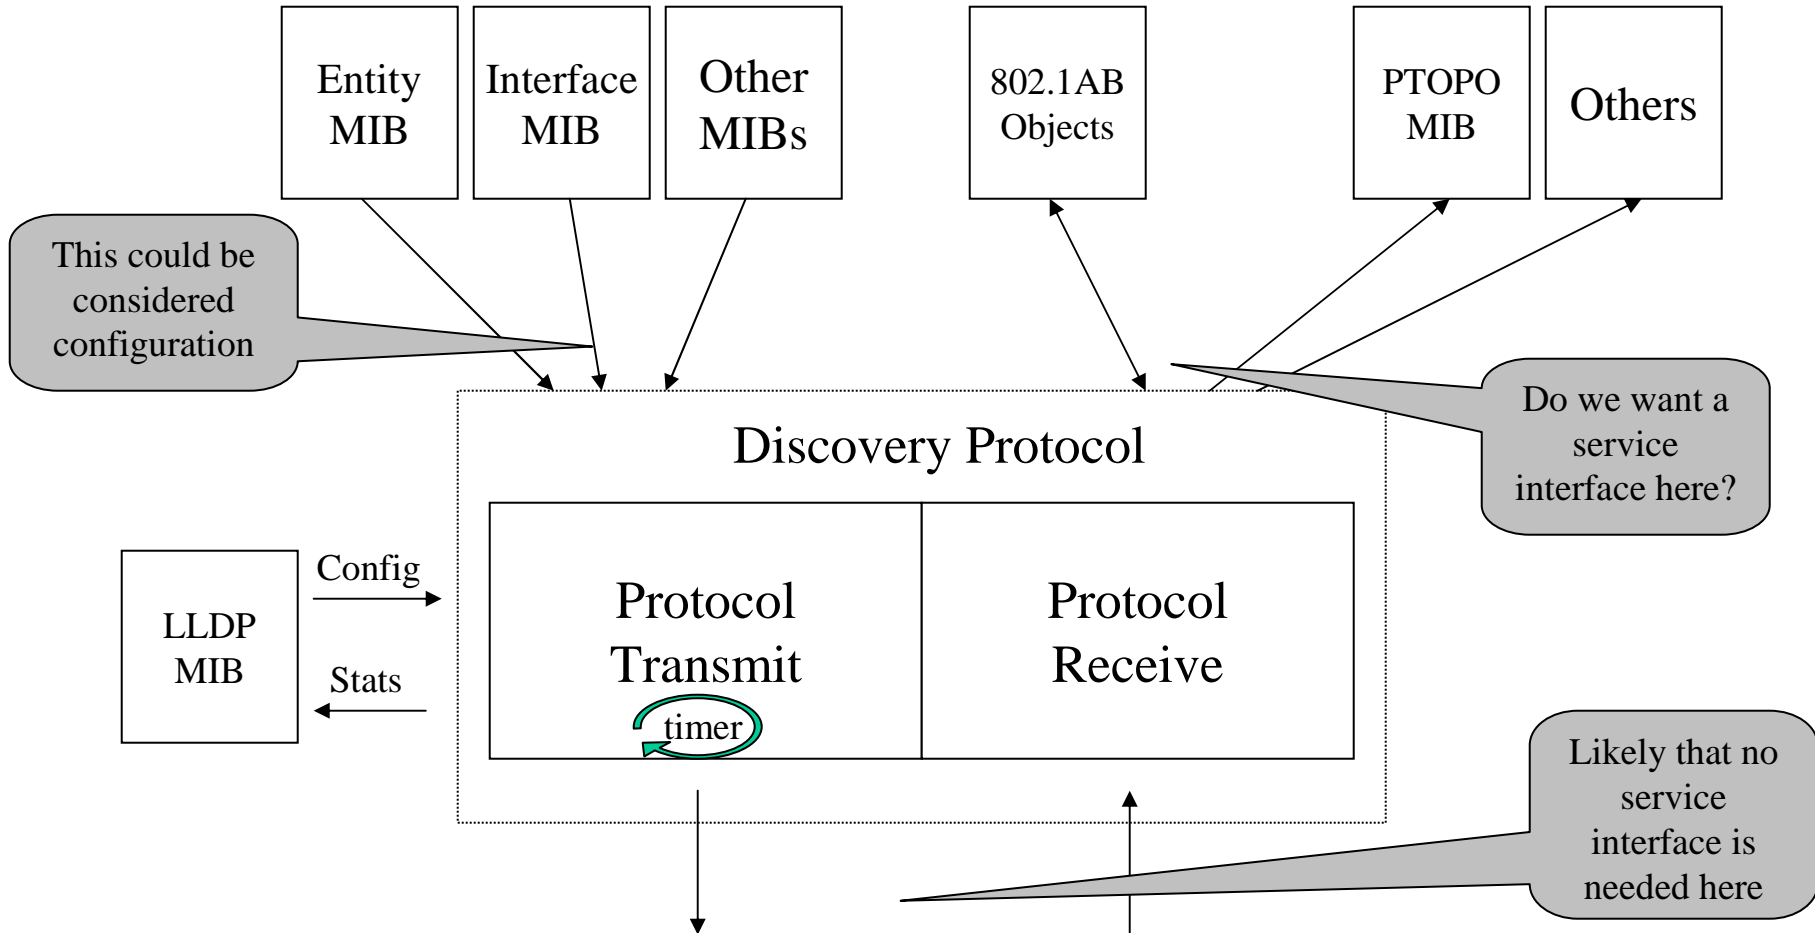 Entity
MIB
Interface
MIB
Other
MIBs
802.1AB
Objects
PTOPO
MIB
Others
This could be
considered
configuration
Do we want a
service
interface here?
Discovery Protocol
Config
LLDP
MIB
Stats
Protocol
Transmit
timer
Protocol
Receive
Likely that no
service
interface is
needed here